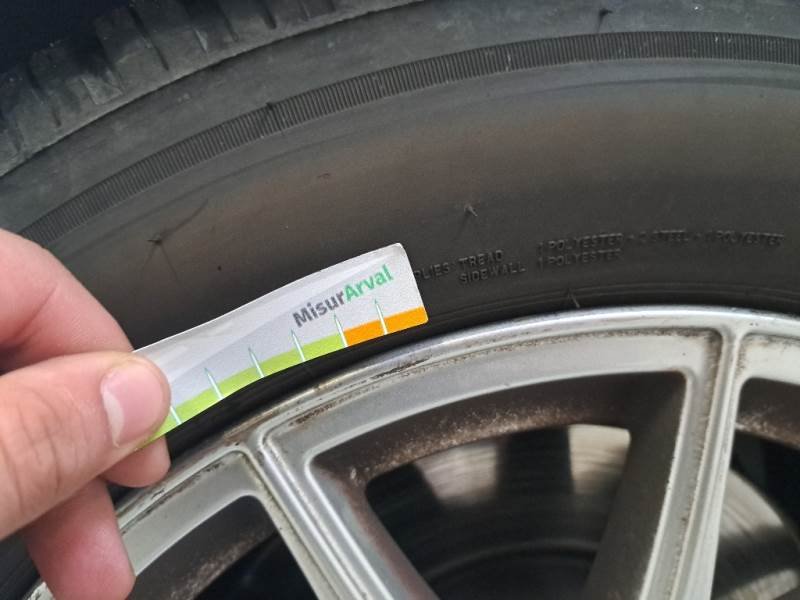 MisurArval
PLIES: TREAD 1 POLYESTER + 2 STEEL + 1 POLYESTER
SIDEWALL 1 POLYESTER